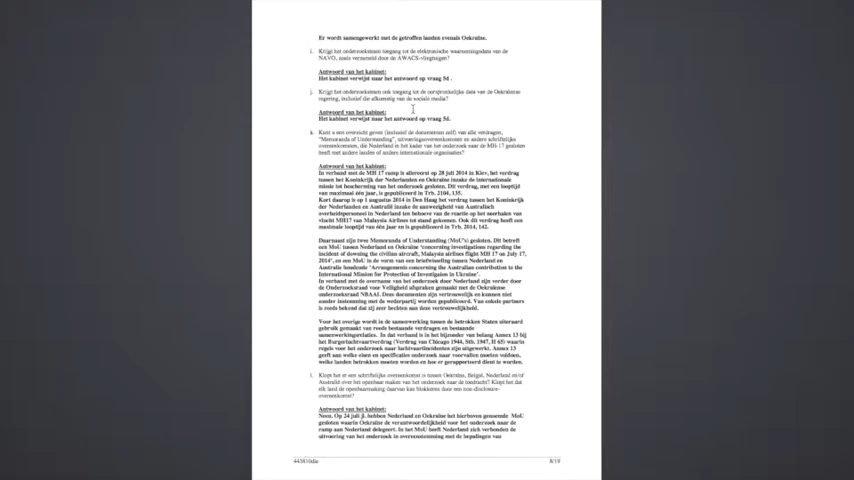 Er wordt samengewerkt met de getroffen landen evenals Oekraïne.
i. Krijgt het onderzoeksteam toegang tot de elektronische waarnemingsdata van de
NAVO, zoals verzameld door de AWACS-vliegtuigen?
Antwoord van het kabinet:
Het kabinet verwijst naar het antwoord op vraag 5d .
j. Krijgt het onderzoeksteam ook toegang tot de oorspronkelijke data van de Oekraïense
regering, inclusief die afkomstig van de sociale media?
Antwoord van het kabinet:
Het kabinet verwijst naar het antwoord op vraag 5d.
k. Kunt u een overzicht geven (inclusief de documenten zelf) van alle verdragen,
"Memoranda of Understanding", uitvoeringsovereenkomsten en andere schriftelijke
overeenkomsten, die Nederland in het kader van het onderzoek naar de MH-17 gesloten
heeft met andere landen of andere internationale organisaties?
Antwoord van het kabinet:
In verband met de MH 17 ramp is allereerst op 28 juli 2014 in Kiev, het verdrag
tussen het Koninkrijk der Nederlanden en Oekraïne inzake de internationale
missie tot bescherming van het onderzoek gesloten. Dit verdrag, met een looptijd
van maximaal één jaar, is gepubliceerd in Trb. 2104, 135.
Kort daarop is op 1 augustus 2014 in Den Haag het verdrag tussen het Koninkrijk
der Nederlanden en Australië inzake de aanwezigheid van Australisch
overheidspersoneel in Nederland ten behoeve van de reactie op het neerhalen van
vlucht MH17 van Malaysia Airlines tot stand gekomen. Ook dit verdrag heeft een
maximale looptijd van één jaar en is gepubliceerd in Trb. 2014, 142.
Daarnaast zijn twee Memoranda of Understanding (MoU's) gesloten. Dit betreft
een MoU tussen Nederland en Oekraïne 'concerning investigations regarding the
incident of downing the civilian aircraft, Malaysia airlines flight MH 17 on July 17,
2014', en een MoU in de vorm van een briefwisseling tussen Nederland en
Australië houdende 'Arrangements concerning the Australian contribution to the
International Mission for Protection of Investigation in Ukraine'.
In verband met de overname van het onderzoek door Nederland zijn verder door
de Onderzoeksraad voor Veiligheid afspraken gemaakt met de Oekraïense
onderzoeksraad NBAAI. Deze documenten zijn vertrouwelijk en kunnen niet
zonder instemming met de wederpartij worden gepubliceerd. Van enkele partners
is reeds bekend dat zij zeer hechten aan deze vertrouwelijkheid.
Voor het overige wordt in de samenwerking tussen de betrokken Staten uiteraard
gebruik gemaakt van reeds bestaande verdragen en bestaande
samenwerkingsrelaties. In dat verband is in het bijzonder van belang Annex 13 bij
het Burgerluchtvaartverdrag (Verdrag van Chicago 1944, Stb. 1947, H 65) waarin
regels voor het onderzoek naar luchtvaartincidenten zijn uitgewerkt. Annex 13
geeft aan welke eisen en specificaties onderzoek naar voorvallen moeten voldoen,
welke landen betrokken moeten worden en hoe er gerapporteerd dient te worden.
l. Klopt het er een schriftelijke overeenkomst is tussen Oekraïne, België, Nederland en/of
Australië over het openbaar maken van het onderzoek naar de toedracht? Klopt het dat
elk land de openbaarmaking daarvan kan blokkeren door een non-disclosure-
overeenkomst?
Antwoord van het kabinet:
Neen. Op 24 juli jl. hebben Nederland en Oekraïne het hierboven genoemde MoU
gesloten waarin Oekraïne de verantwoordelijkheid voor het onderzoek naar de
ramp aan Nederland delegeert. In het MoU heeft Nederland zich verbonden de
uitvoering van het onderzoek in overeenstemming met de bepalingen van
443810die 8/19